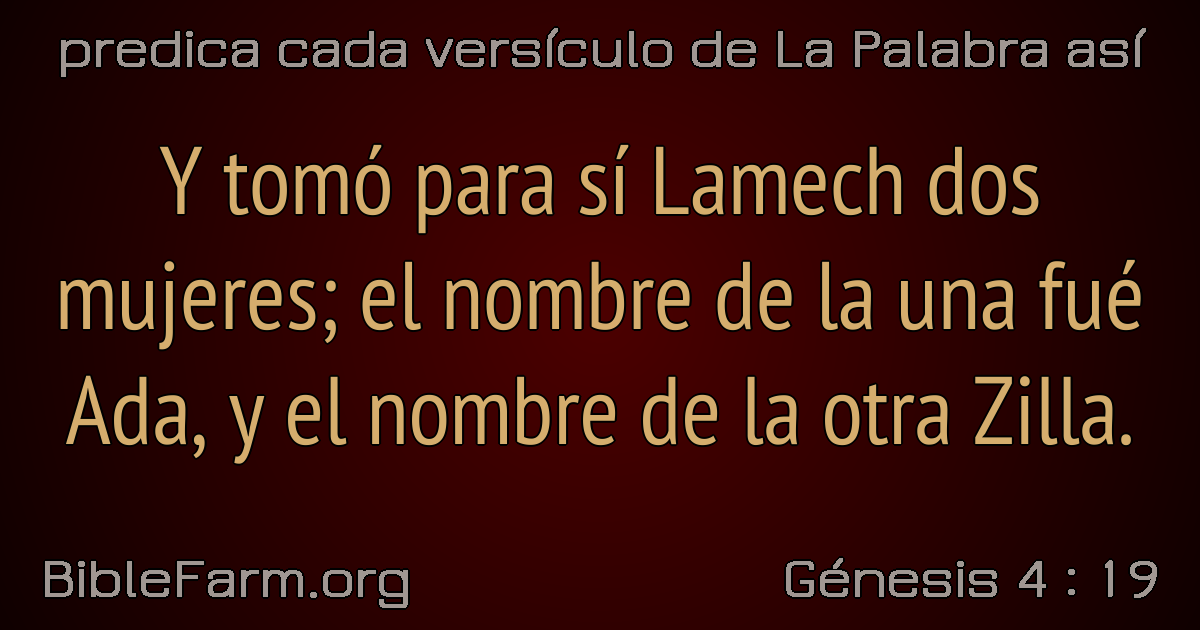 predica cada versículo de La Palabra así
Y tomó para sí Lamech dos
mujeres; el nombre de la una fué
Ada, y el nombre de la otra Zilla.
BibleFarm.org
Génesis 4 : 19